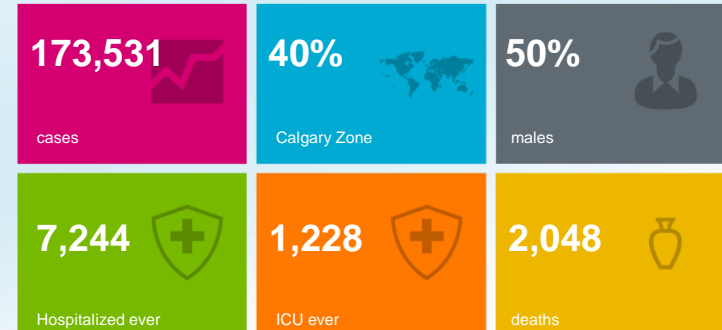 173,531
cases
40%
Calgary Zone
50%
males
7,244
Hospitalized ever
1,228
ICU ever
2,048
deaths